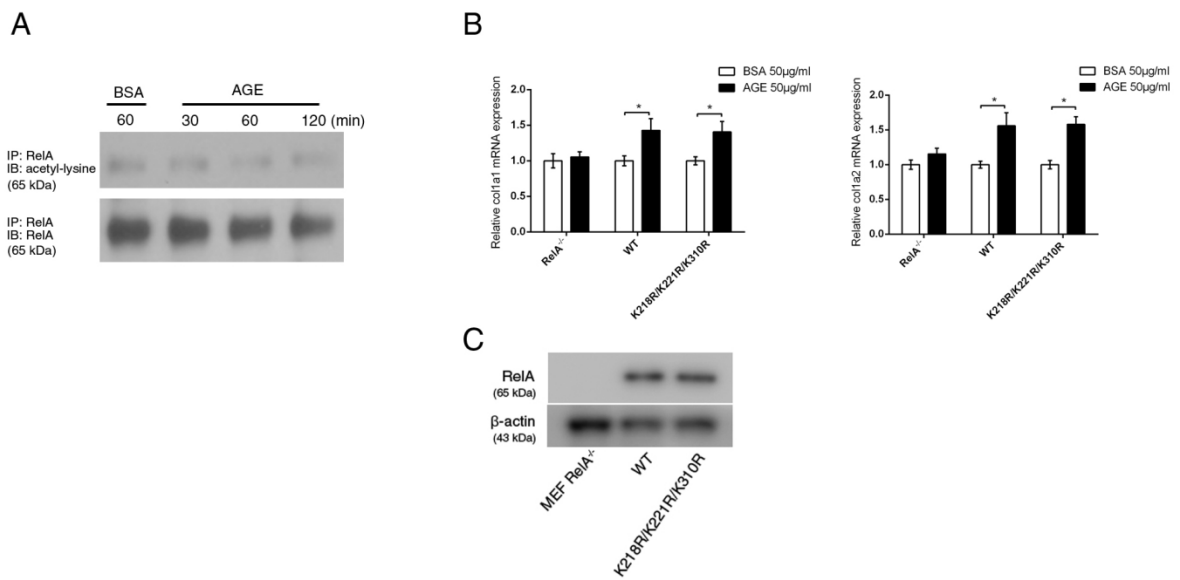 A
BSA AGE
60 30 60 120 (min)
IP: RelA
IB: acetyl-lysine
(65 kDa)
IP: RelA
IB: RelA
(65 kDa)
B
BSA 50µg/ml
AGE 50µg/ml
Relative col1a1 mRNA expression
2.0
1.5
1.0
0.5
0.0
* *
RelA-/-
WT
K218R/K221R/K310R
BSA 50µg/ml
AGE 50µg/ml
Relative col1a2 mRNA expression
2.0
1.5
1.0
0.5
0.0
* *
RelA-/-
WT
K218R/K221R/K310R
C
RelA
(65 kDa)
β-actin
(43 kDa)
MEF RelA-/-
WT
K218R/K221R/K310R